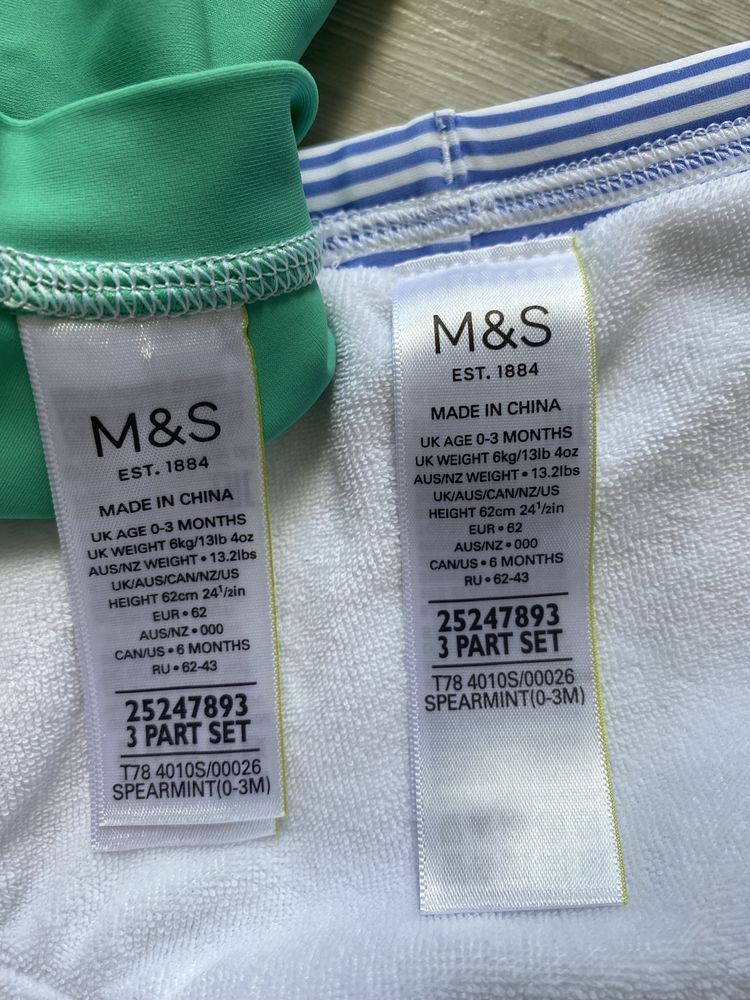 M&S
EST. 1884
MADE IN CHINA
UK AGE 0-3 MONTHS
UK WEIGHT 6kg/13lb 4oz
AUS/NZ WEIGHT • 13.2lbs
UK/AUS/CAN/NZ/US
HEIGHT 62cm 24¹/2in
EUR • 62
AUS/NZ • 000
CAN/US • 6 MONTHS
RU • 62-43
25247893
3 PART SET
T78 4010S/00026
SPEARMINT(0-3M)
M&S
EST. 1884
MADE IN CHINA
UK AGE 0-3 MONTHS
UK WEIGHT 6kg/13lb 4oz
AUS/NZ WEIGHT • 13.2lbs
UK/AUS/CAN/NZ/US
HEIGHT 62cm 24¹/2in
EUR • 62
AUS/NZ • 000
CAN/US • 6 MONTHS
RU • 62-43
25247893
3 PART SET
T78 4010S/00026
SPEARMINT(0-3M)